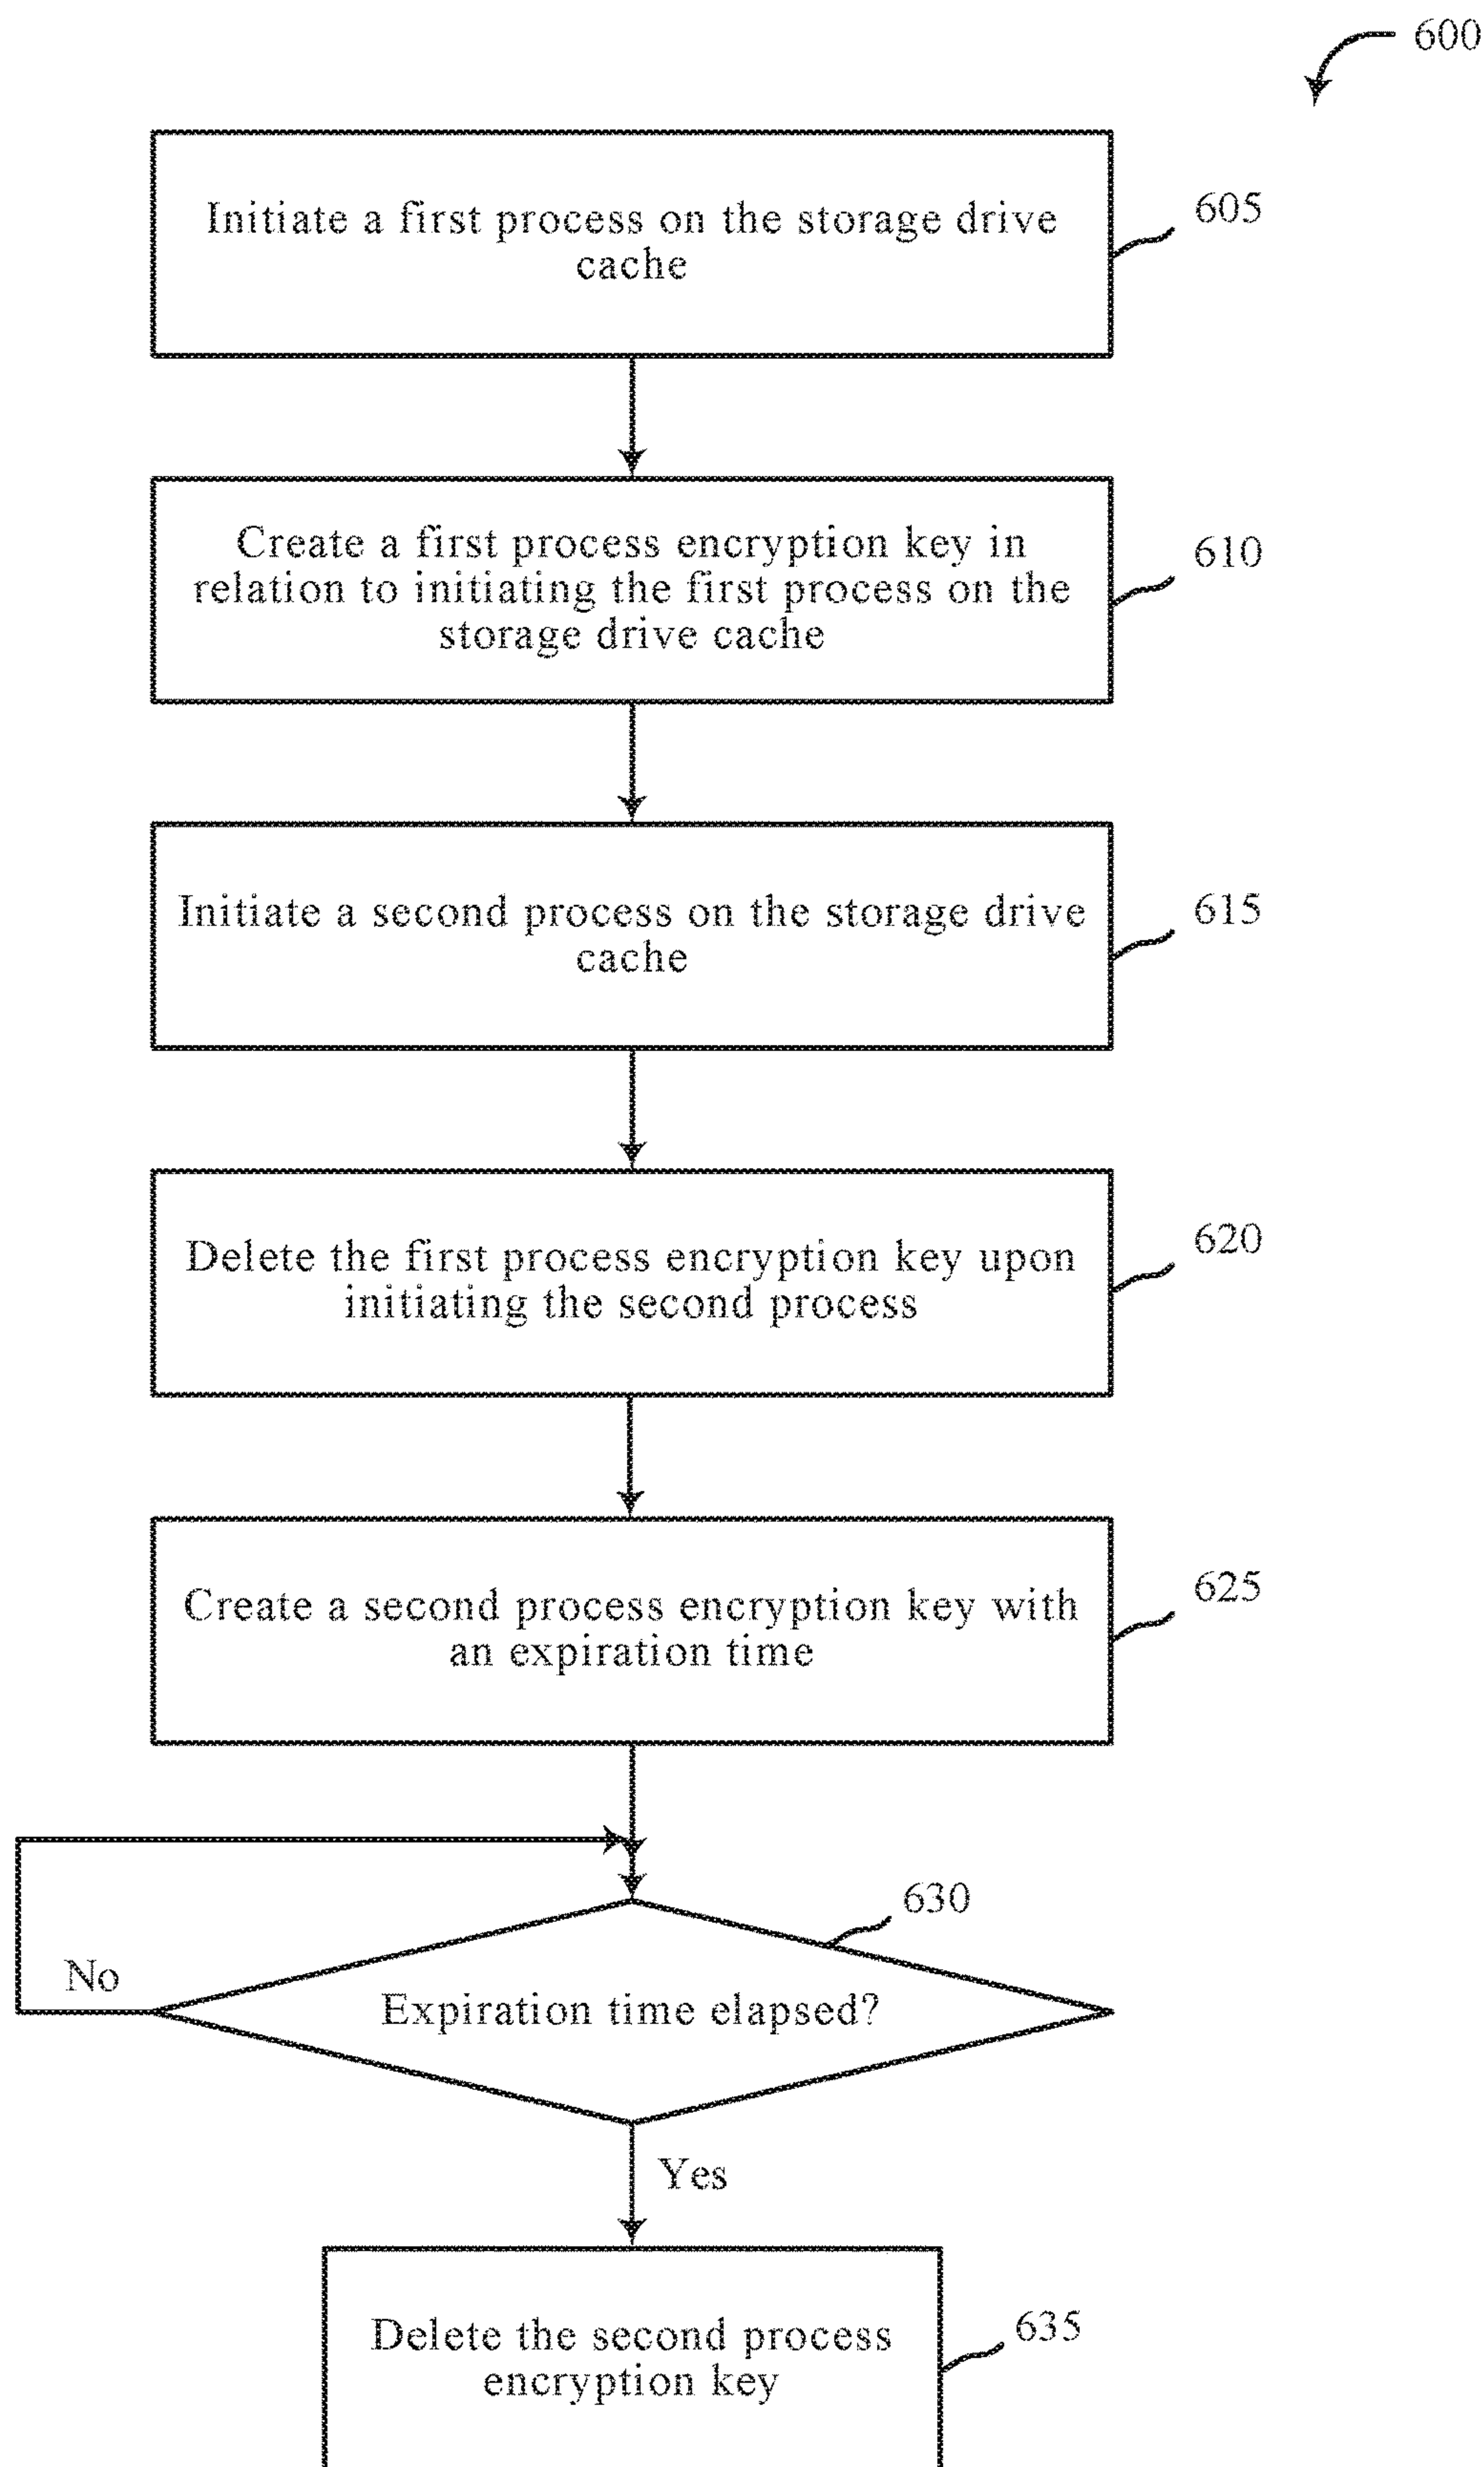 600
Initiate a first process on the storage drive
cache
605
Create a first process encryption key in
relation to initiating the first process on the
storage drive cache
610
Initiate a second process on the storage drive
cache
615
Delete the first process encryption key upon
initiating the second process
620
Create a second process encryption key with
an expiration time
625
630
No
Expiration time elapsed?
Yes
Delete the second process
encryption key
635